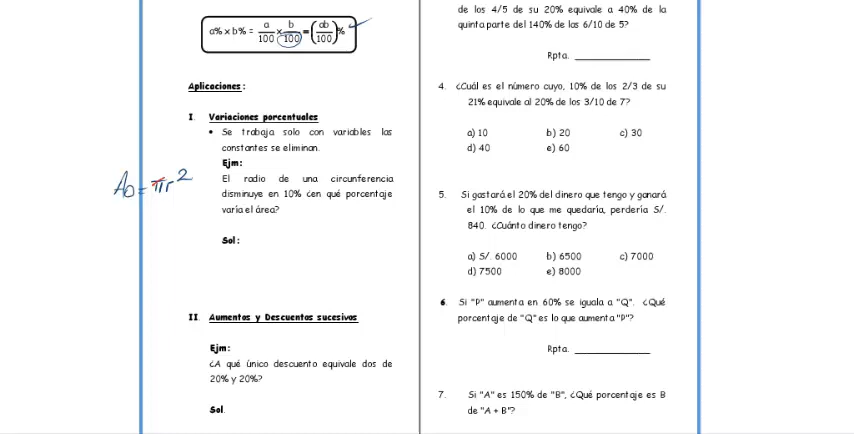 a% x b% = a/100 x b/100 = (ab/100)%
Aplicaciones :
I. Variaciones porcentuales
• Se trabaja solo con variables las
constantes se eliminan.
Ejm :
El radio de una circunferencia
disminuye en 10% ¿en qué porcentaje
varía el área?
A○ = πr²
Sol :
II. Aumentos y Descuentos sucesivos
Ejm :
¿A qué único descuento equivale dos de
20% y 20%?
Sol.
de los 4/5 de su 20% equivale a 40% de la
quinta parte del 140% de los 6/10 de 5?
Rpta. ______________
4. ¿Cuál es el número cuyo, 10% de los 2/3 de su
21% equivale al 20% de los 3/10 de 7?
a) 10 b) 20 c) 30
d) 40 e) 60
5. Si gastará el 20% del dinero que tengo y ganará
el 10% de lo que me quedaría, perdería S/.
840. ¿Cuánto dinero tengo?
a) S/. 6000 b) 6500 c) 7000
d) 7500 e) 8000
6. Si "P" aumenta en 60% se iguala a "Q". ¿Qué
porcentaje de "Q" es lo que aumenta "P"?
Rpta. ______________
7. Si "A" es 150% de "B", ¿Qué porcentaje es B
de "A + B"?